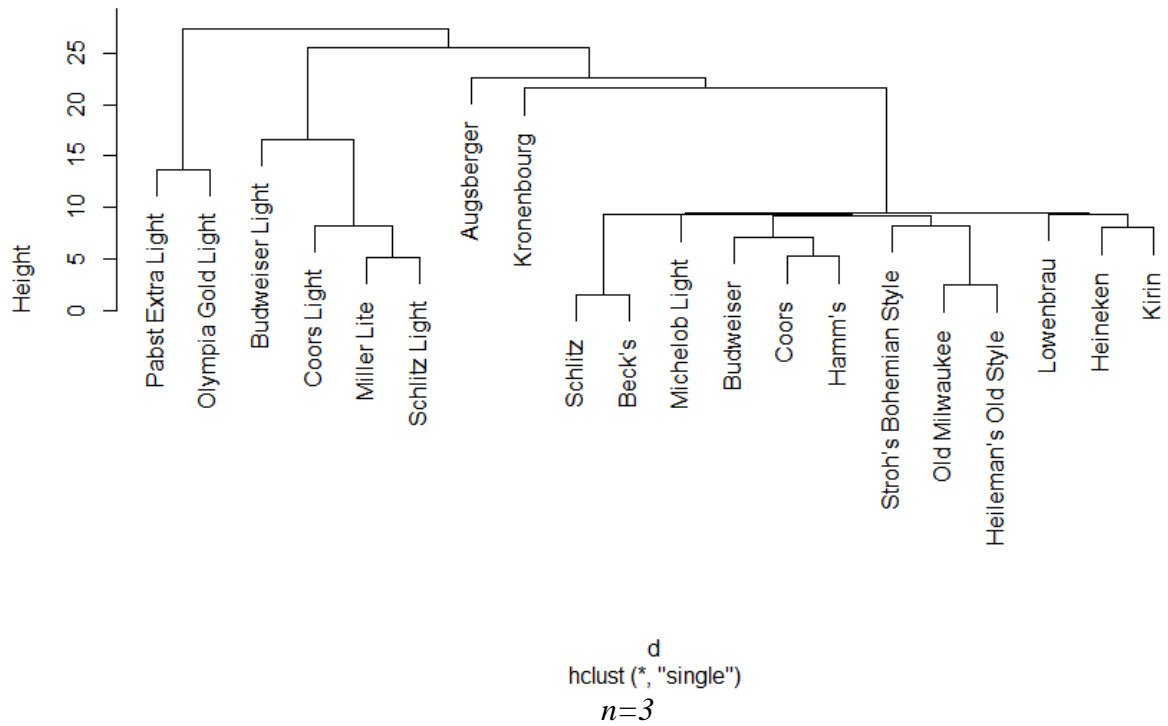 Height
25
20
15
10
5
0
Pabst Extra Light
Olympia Gold Light
Budweiser Light
Coors Light
Miller Lite
Schlitz Light
Augsberger
Kronenbourg
Schlitz
Beck's
Michelob Light
Budweiser
Coors
Hamm's
Stroh's Bohemian Style
Old Milwaukee
Heileman's Old Style
Lowenbrau
Heineken
Kirin
d
hclust (*, "single")
n=3